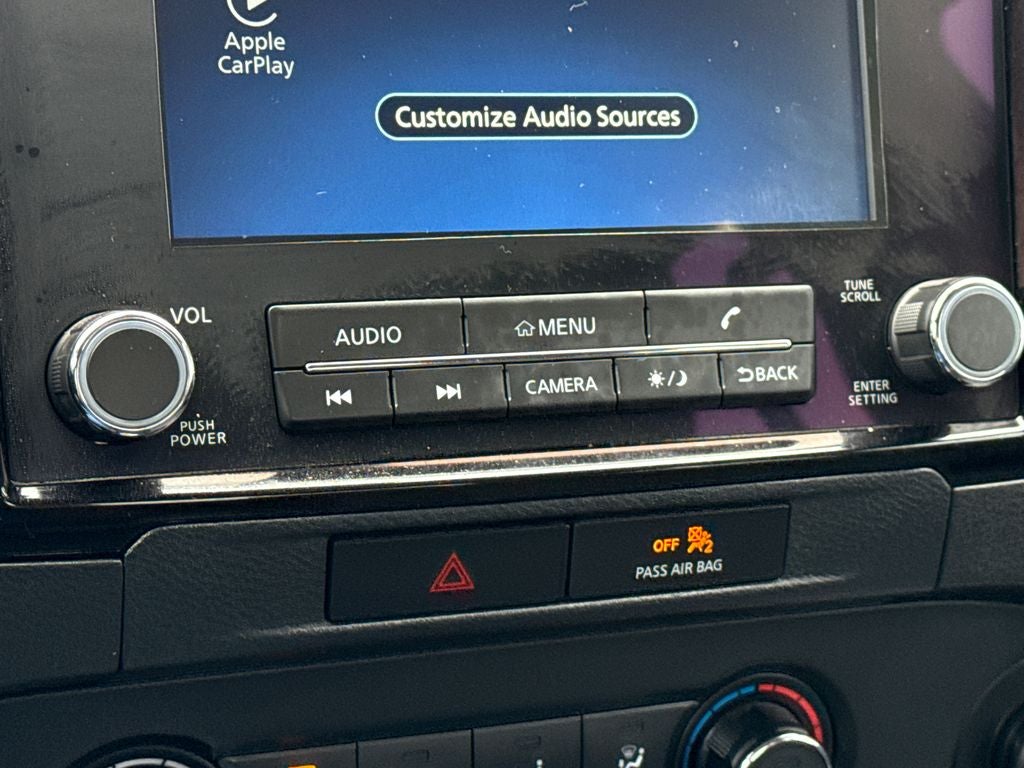 Apple
CarPlay
Customize Audio Sources
VOL
TUNE
SCROLL
AUDIO
MENU
CAMERA
BACK
ENTER
SETTING
PUSH
POWER
OFF 2
PASS AIR BAG